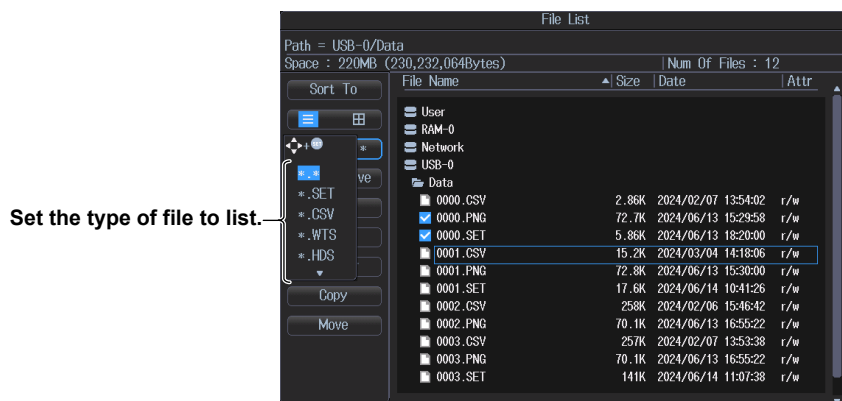 File List
Path = USB-0/Data
Space : 220MB (230,232,064Bytes) Num Of Files : 12
Sort To File Name Size Date Attr
User
RAM-0
Network
USB-0
Data
0000.CSV 2.86K 2024/02/07 13:54:02 r/w
0000.PNG 72.7K 2024/06/13 15:29:58 r/w
0000.SET 5.86K 2024/06/13 18:20:00 r/w
0001.CSV 15.2K 2024/03/04 14:18:06 r/w
0001.PNG 72.8K 2024/06/13 15:30:00 r/w
0001.SET 17.6K 2024/06/14 10:41:26 r/w
0002.CSV 258K 2024/02/06 15:46:42 r/w
0002.PNG 70.1K 2024/06/13 16:55:22 r/w
0003.CSV 257K 2024/02/07 13:53:38 r/w
0003.PNG 70.1K 2024/06/13 16:55:22 r/w
0003.SET 141K 2024/06/14 11:07:38 r/w
+ SET *
*.*
ve
*.SET
*.CSV
*.WTS
*.HDS
Copy
Move
Set the type of file to list.